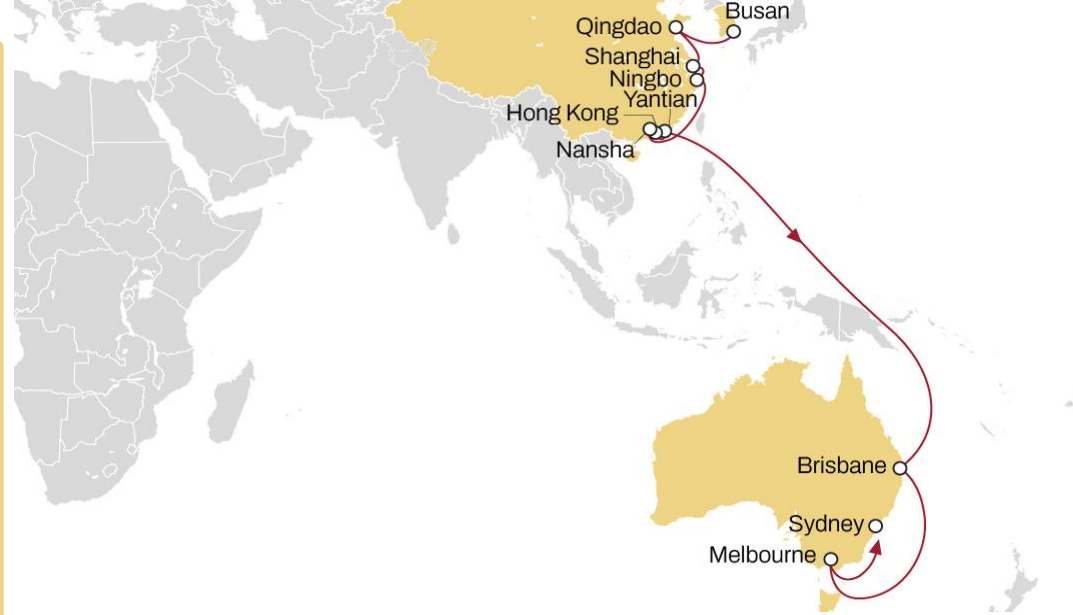 Busan
Qingdao
Shanghai
Ningbo
Yantian
Hong Kong
Nansha
Brisbane
Sydney
Melbourne